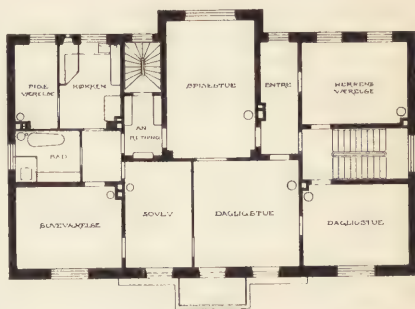 PIGE
VÆRELSE
KØKKEN
SPISESTUE
ENTRE
HERRENS
VÆRELSE
AN
RETNING
BAD
SOVEVÆRELSE
SOVEV
DAGLIGSTUE
DAGLIGSTUE